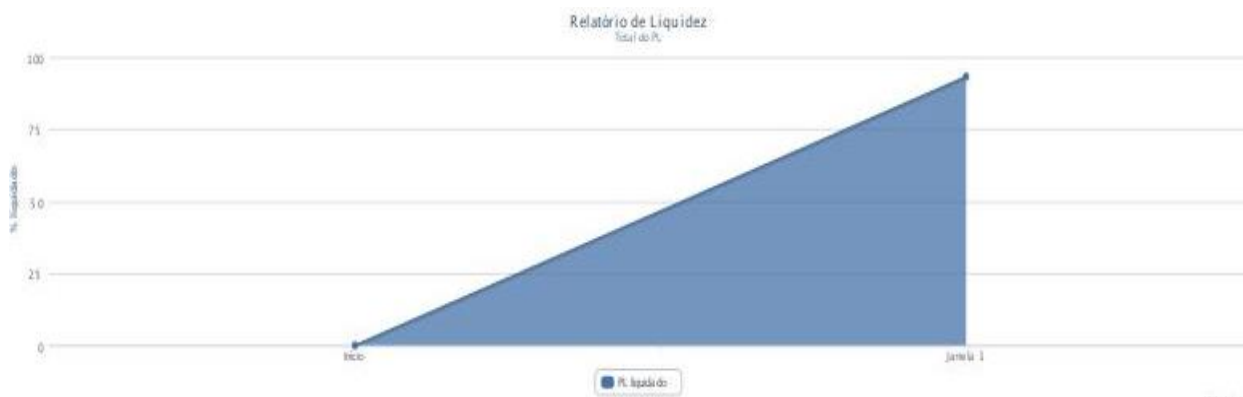 Relatório de Liquidez
Total do PL
100
75
50
25
0
% liquidado
Início
Janela 1
PL liquidado